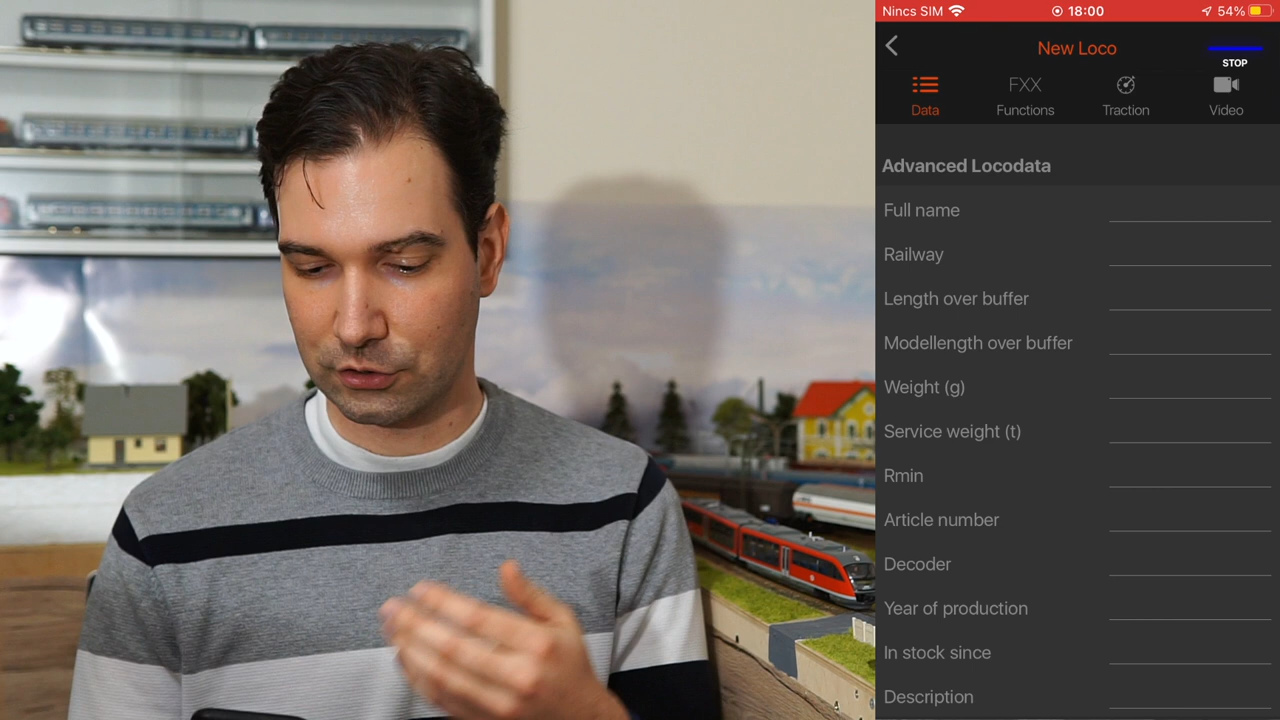 Nincs SIM 18:00 54%
New Loco
STOP
Data
FXX
Functions
Traction
Video
Advanced Locodata
Full name
Railway
Length over buffer
Modellength over buffer
Weight (g)
Service weight (t)
Rmin
Article number
Decoder
Year of production
In stock since
Description